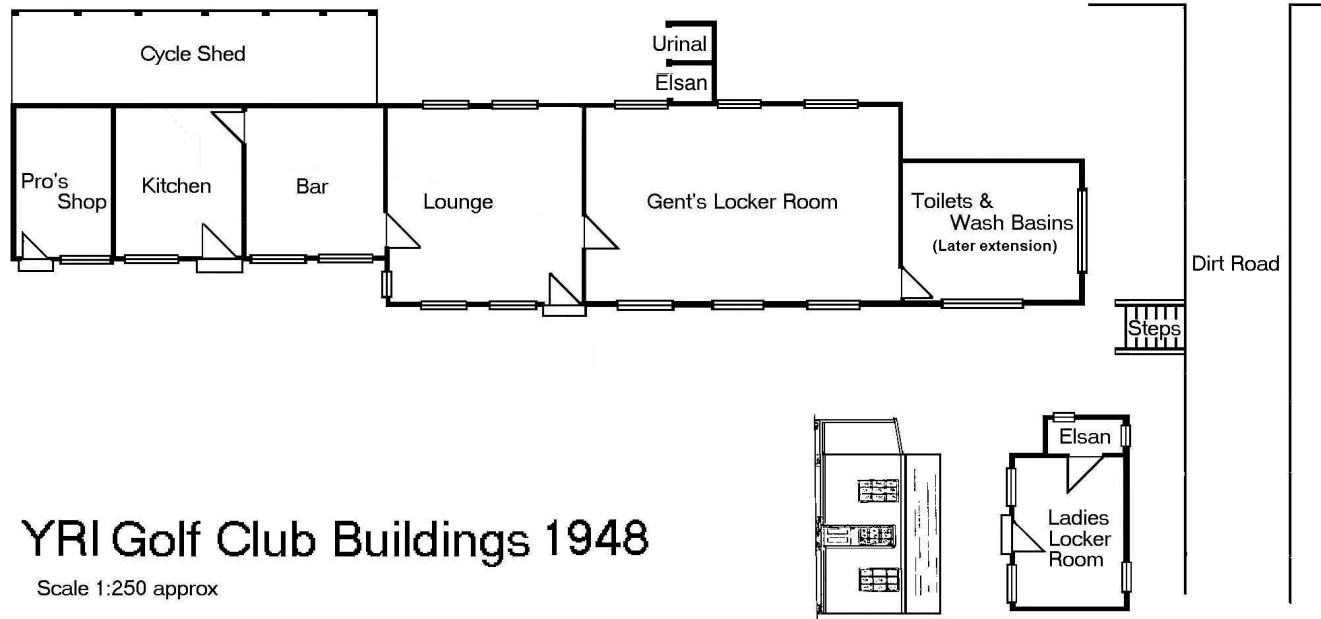 Cycle Shed
Urinal
Elsan
Pro's
Shop
Kitchen
Bar
Lounge
Gent's Locker Room
Toilets &
Wash Basins
(Later extension)
Dirt Road
Steps
Elsan
Ladies
Locker
Room
YRI Golf Club Buildings 1948
Scale 1:250 approx